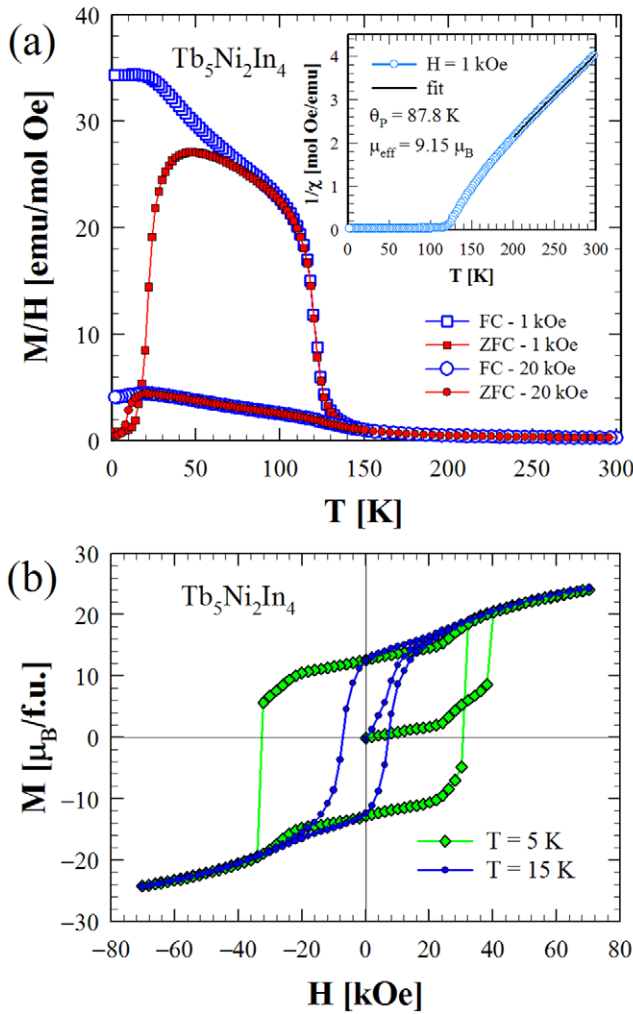 (a)
Tb₅Ni₂In₄
40
30
20
10
0
M/H [emu/mol Oe]
0 50 100 150 200 250 300
T [K]
H = 1 kOe
fit
θP = 87.8 K
μeff = 9.15 μB
4
3
2
1
0
1/χ [mol Oe/emu]
0 50 100 150 200 250 300
T [K]
FC - 1 kOe
ZFC - 1 kOe
FC - 20 kOe
ZFC - 20 kOe
(b)
Tb₅Ni₂In₄
30
20
10
0
−10
−20
−30
M [μB/f.u.]
T = 5 K
T = 15 K
−80 −60 −40 −20 0 20 40 60 80
H [kOe]